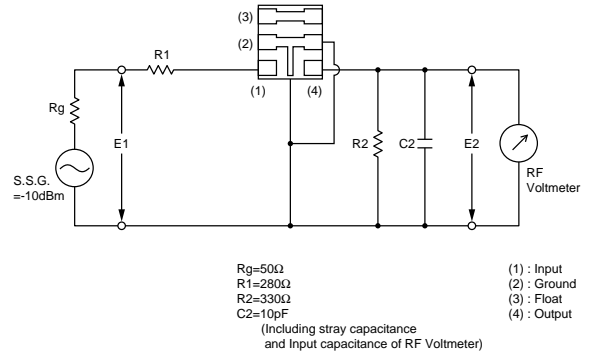 (3)
R1
(2)
(1)
(4)
Rg
E1
R2
C2
E2
S.S.G.
=-10dBm
RF
Voltmeter
Rg=50Ω
R1=280Ω
R2=330Ω
C2=10pF
(Including stray capacitance
and Input capacitance of RF Voltmeter)
(1) : Input
(2) : Ground
(3) : Float
(4) : Output